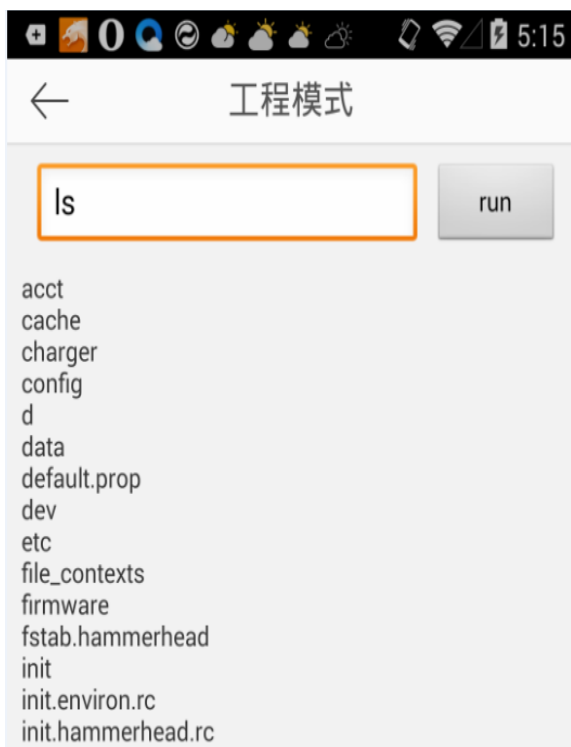 5:15
工程模式
ls
run
acct
cache
charger
config
d
data
default.prop
dev
etc
file_contexts
firmware
fstab.hammerhead
init
init.environ.rc
init.hammerhead.rc